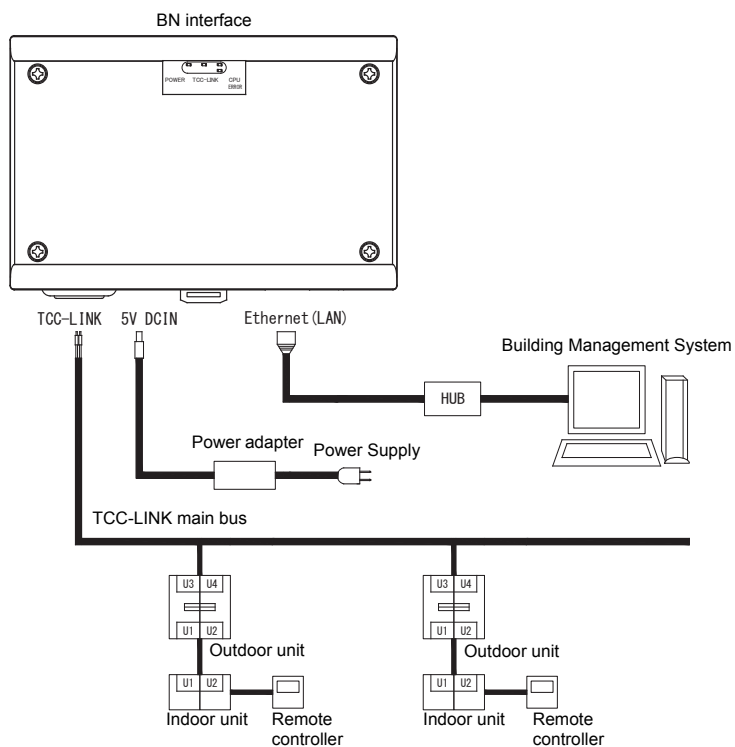 BN interface
POWER TCC-LINK CPU
ERROR
TCC-LINK 5V DCIN Ethernet(LAN)
Building Management System
HUB
Power adapter Power Supply
TCC-LINK main bus
U3 U4 U3 U4
U1 U2 U1 U2
Outdoor unit Outdoor unit
U1 U2 U1 U2
Indoor unit Remote Indoor unit Remote
controller controller